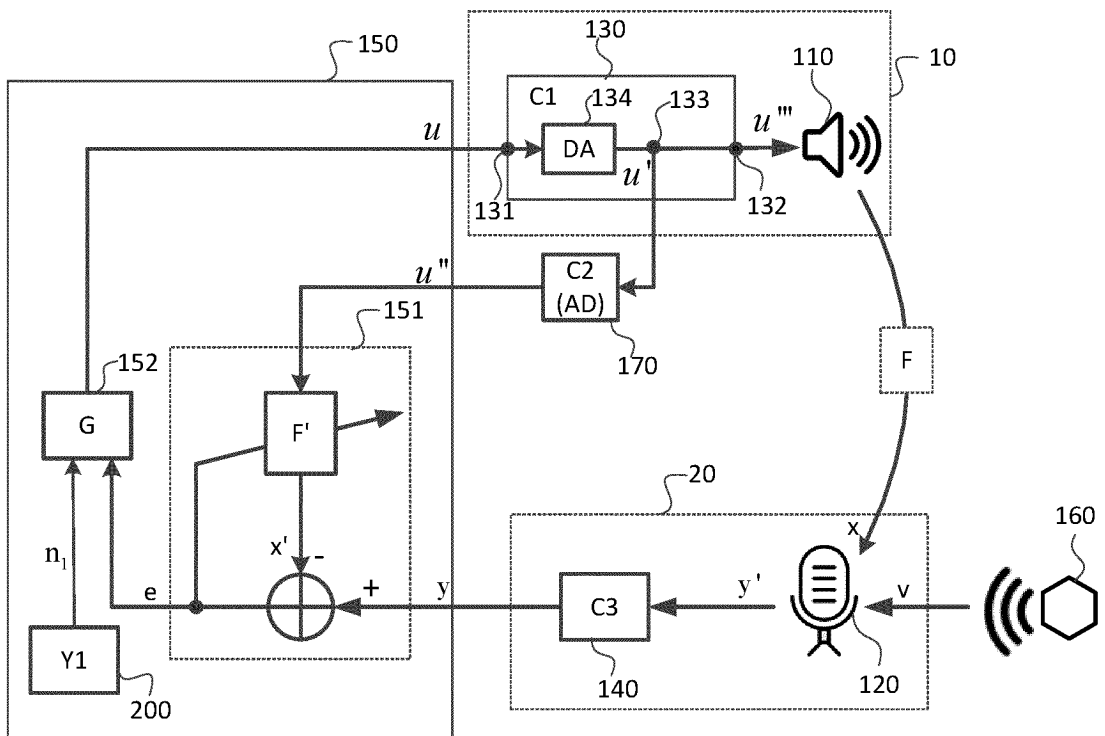 150
130
10
C1
134
133
110
u
u'''
DA
131
u'
132
u''
C2
(AD)
151
170
152
F
G
F'
20
160
n₁
x'
-
x
e
+
y
y'
v
C3
Y1
200
140
120